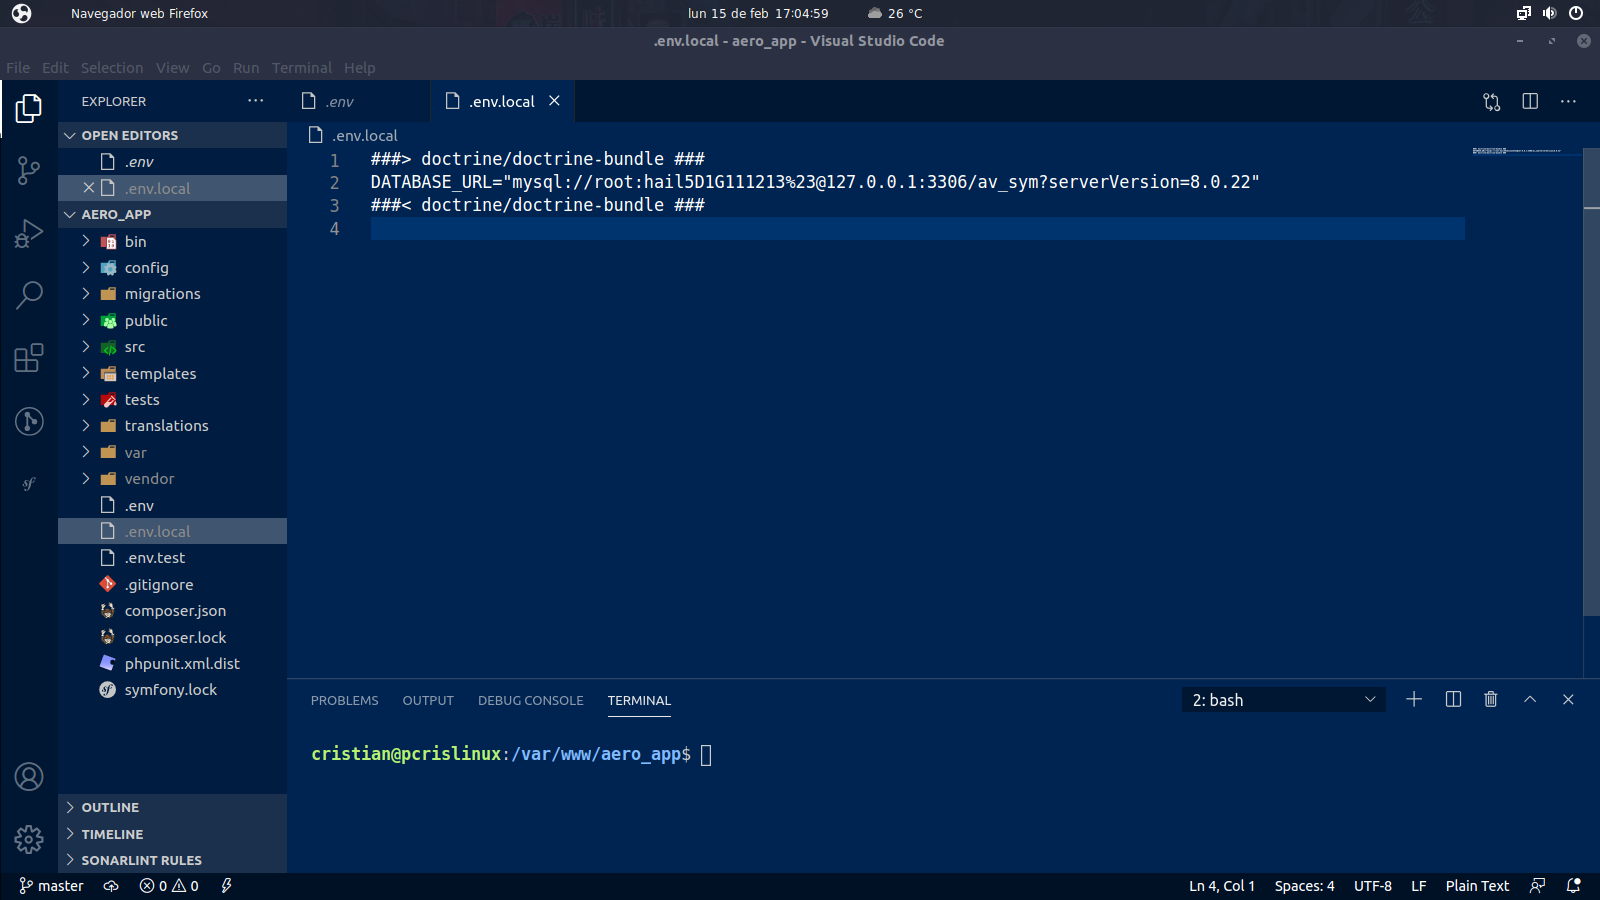 Navegador web Firefox
lun 15 de feb 17:04:59
26 °C
.env.local - aero_app - Visual Studio Code
File Edit Selection View Go Run Terminal Help
EXPLORER
.env
.env.local
OPEN EDITORS
.env
.env.local
AERO_APP
bin
config
migrations
public
src
templates
tests
translations
var
vendor
.env
.env.local
.env.test
.gitignore
composer.json
composer.lock
phpunit.xml.dist
symfony.lock
OUTLINE
TIMELINE
SONARLINT RULES
.env.local
1 ###> doctrine/doctrine-bundle ###
2 DATABASE_URL="mysql://root:hail5D1G111213%23@127.0.0.1:3306/av_sym?serverVersion=8.0.22"
3 ###< doctrine/doctrine-bundle ###
4
PROBLEMS OUTPUT DEBUG CONSOLE TERMINAL
2: bash
cristian@pcrislinux:/var/www/aero_app$
master 0 0
Ln 4, Col 1 Spaces: 4 UTF-8 LF Plain Text